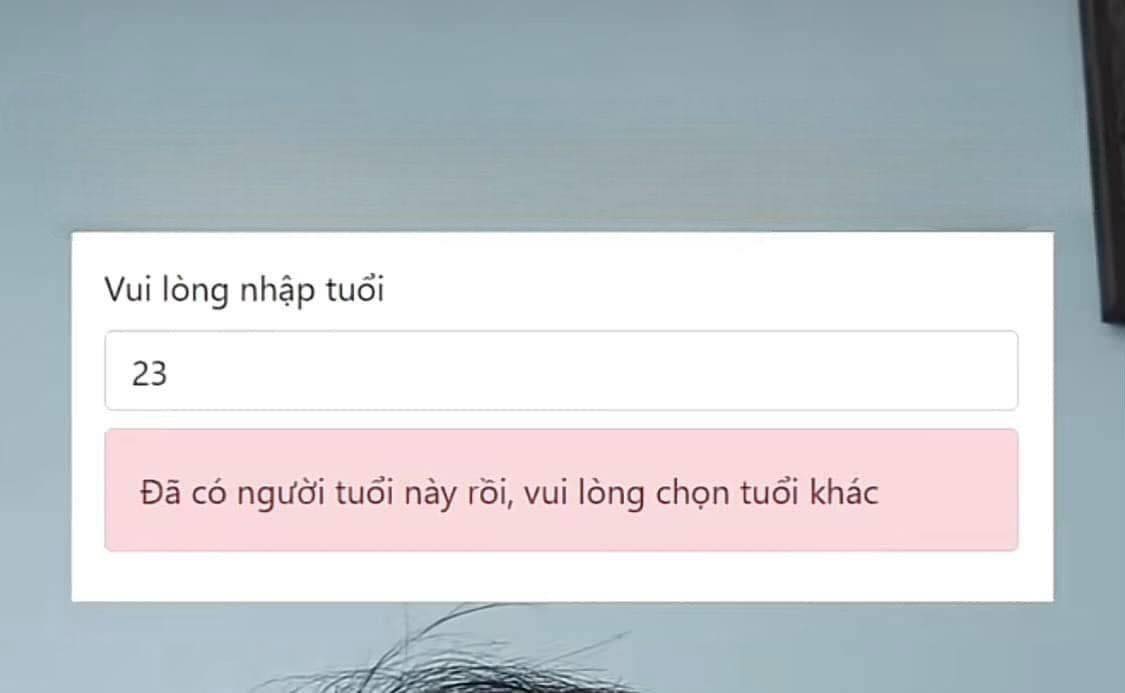 Vui lòng nhập tuổi
23
Đã có người tuổi này rồi, vui lòng chọn tuổi khác